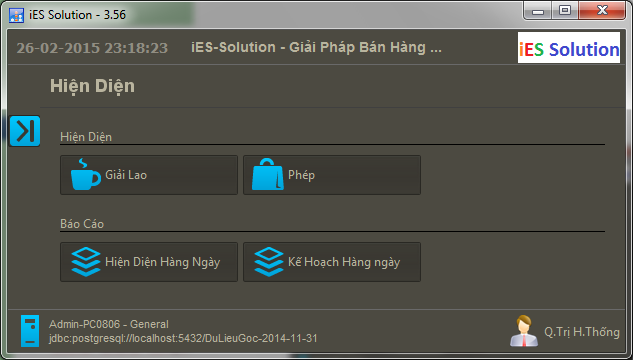 iES Solution - 3.56
26-02-2015 23:18:23
iES-Solution - Giải Pháp Bán Hàng ...
iES Solution
Hiện Diện
Hiện Diện
Giải Lao
Phép
Báo Cáo
Hiện Diện Hàng Ngày
Kế Hoạch Hàng ngày
Admin-PC0806 - General
jdbc:postgresql://localhost:5432/DuLieuGoc-2014-11-31
Q.Trị H.Thống